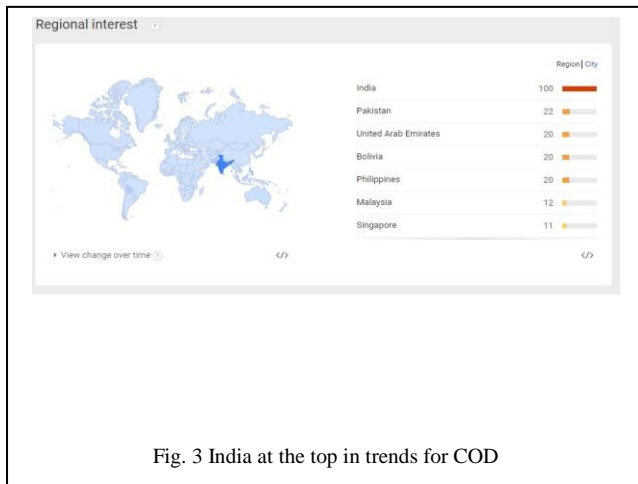 Regional interest ?
Region | City
India 100
Pakistan 22
United Arab Emirates 20
Bolivia 20
Philippines 20
Malaysia 12
Singapore 11
View change over time ? </> </>
Fig. 3 India at the top in trends for COD